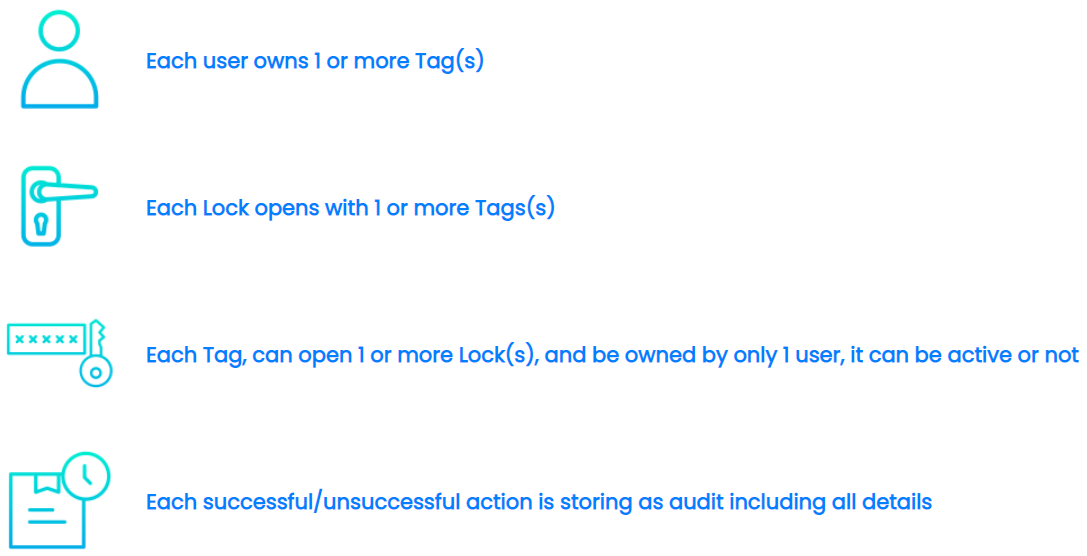 Each user owns 1 or more Tag(s)
Each Lock opens with 1 or more Tags(s)
Each Tag, can open 1 or more Lock(s), and be owned by only 1 user, it can be active or not
Each successful/unsuccessful action is storing as audit including all details